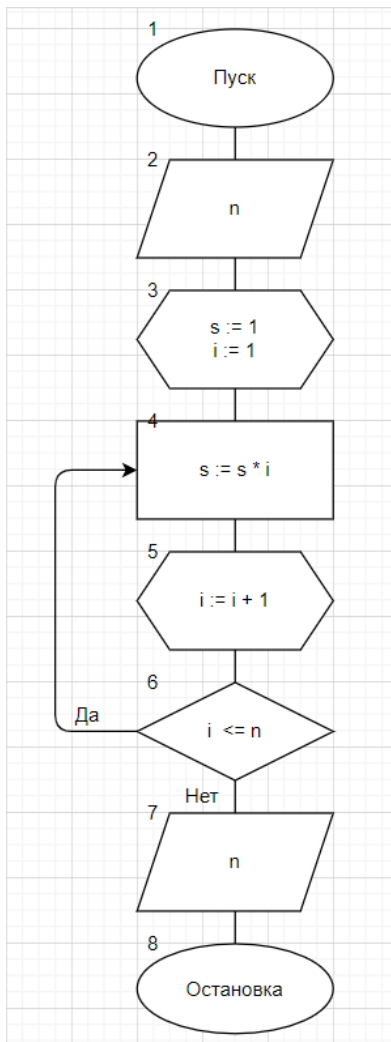 1
Пуск
2
n
3
s := 1
i := 1
4
s := s * i
5
i := i + 1
6
Да
i <= n
Нет
7
n
8
Остановка